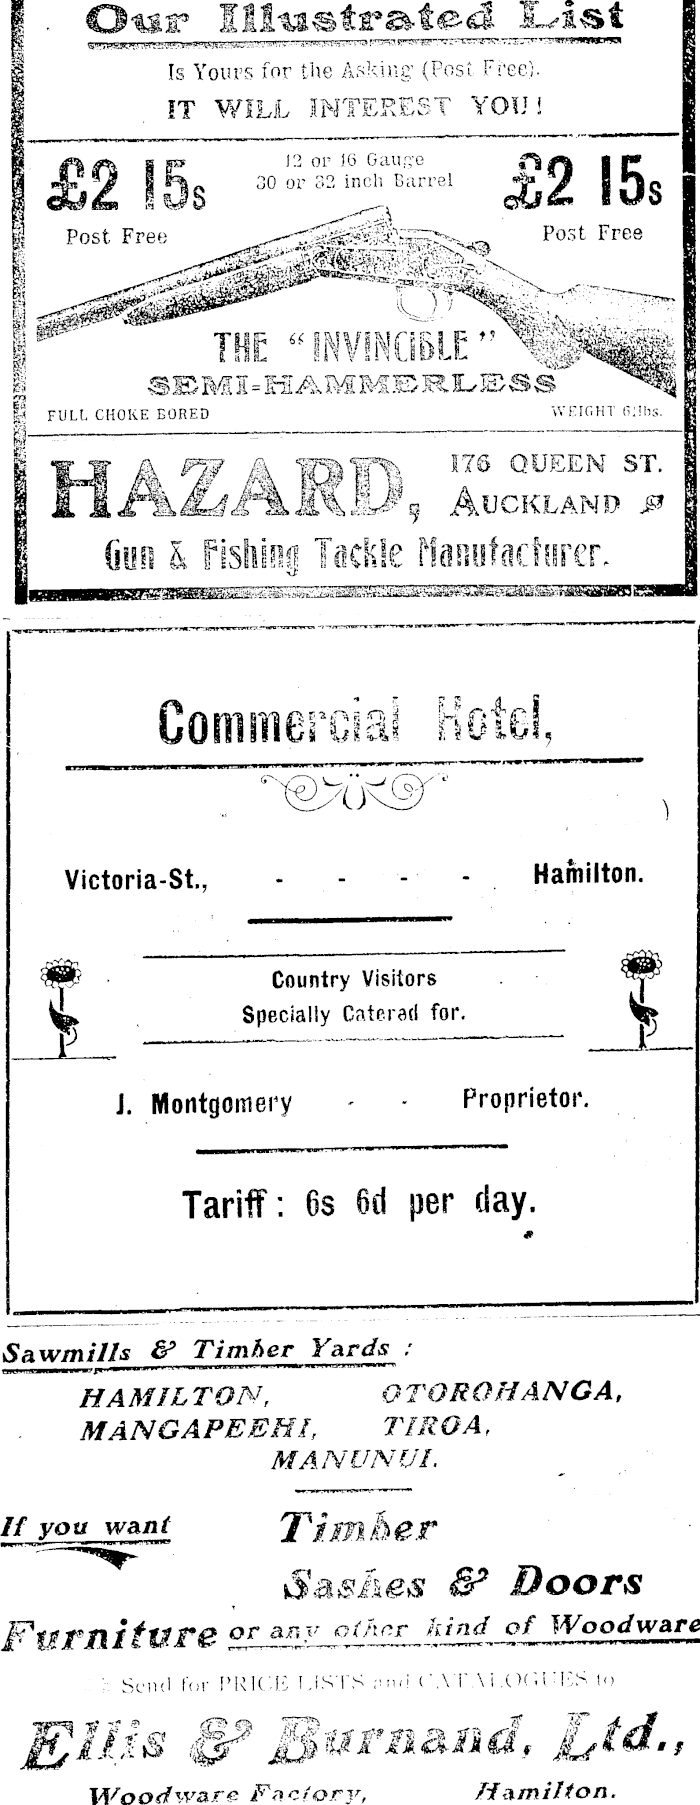 Our Illustrated List
Is Yours for the Asking (Post Free).
IT WILL INTEREST YOU!
£2 15s 12 or 16 Gauge £2 15s
30 or 32 inch Barrel
Post Free Post Free
THE "INVINCIBLE"
SEMI-HAMMERLESS
FULL CHOKE BORED WEIGHT
HAZARD, 176 QUEEN ST.
AUCKLAND
Gun & Fishing Tackle Manufacturer.
Commercial Hotel,
Victoria-St., - - - - Hamilton.
Country Visitors
Specially Catered for.
J. Montgomery - - Proprietor.
Tariff: 6s 6d per day.
Sawmills & Timber Yards :
HAMILTON, OTOROHANGA,
MANGAPEEHI, TIROA,
MANUNUI.
If you want Timber
Sashes & Doors
Furniture or any other kind of Woodware
Send for PRICE LISTS and CATALOGUES to
Ellis & Burnand, Ltd.,
Woodware Factory, Hamilton.